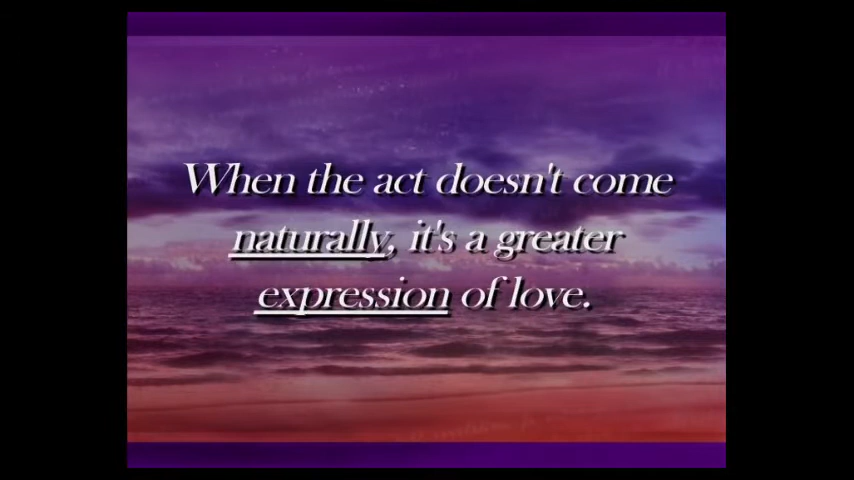 When the act doesn't come
naturally, it's a greater
expression of love.